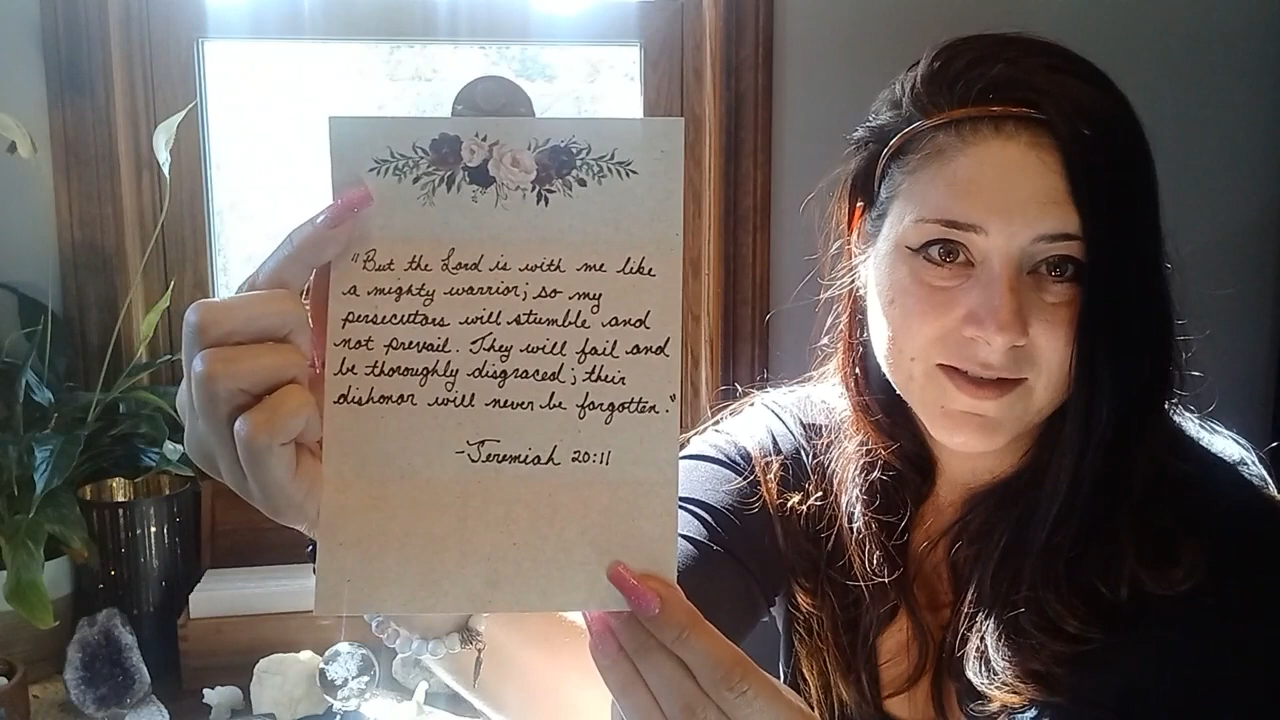 "But the Lord is with me like
a mighty warrior; so my
persecutors will stumble and
not prevail. They will fail and
be thoroughly disgraced; their
dishonor will never be forgotten."
-Jeremiah 20:11